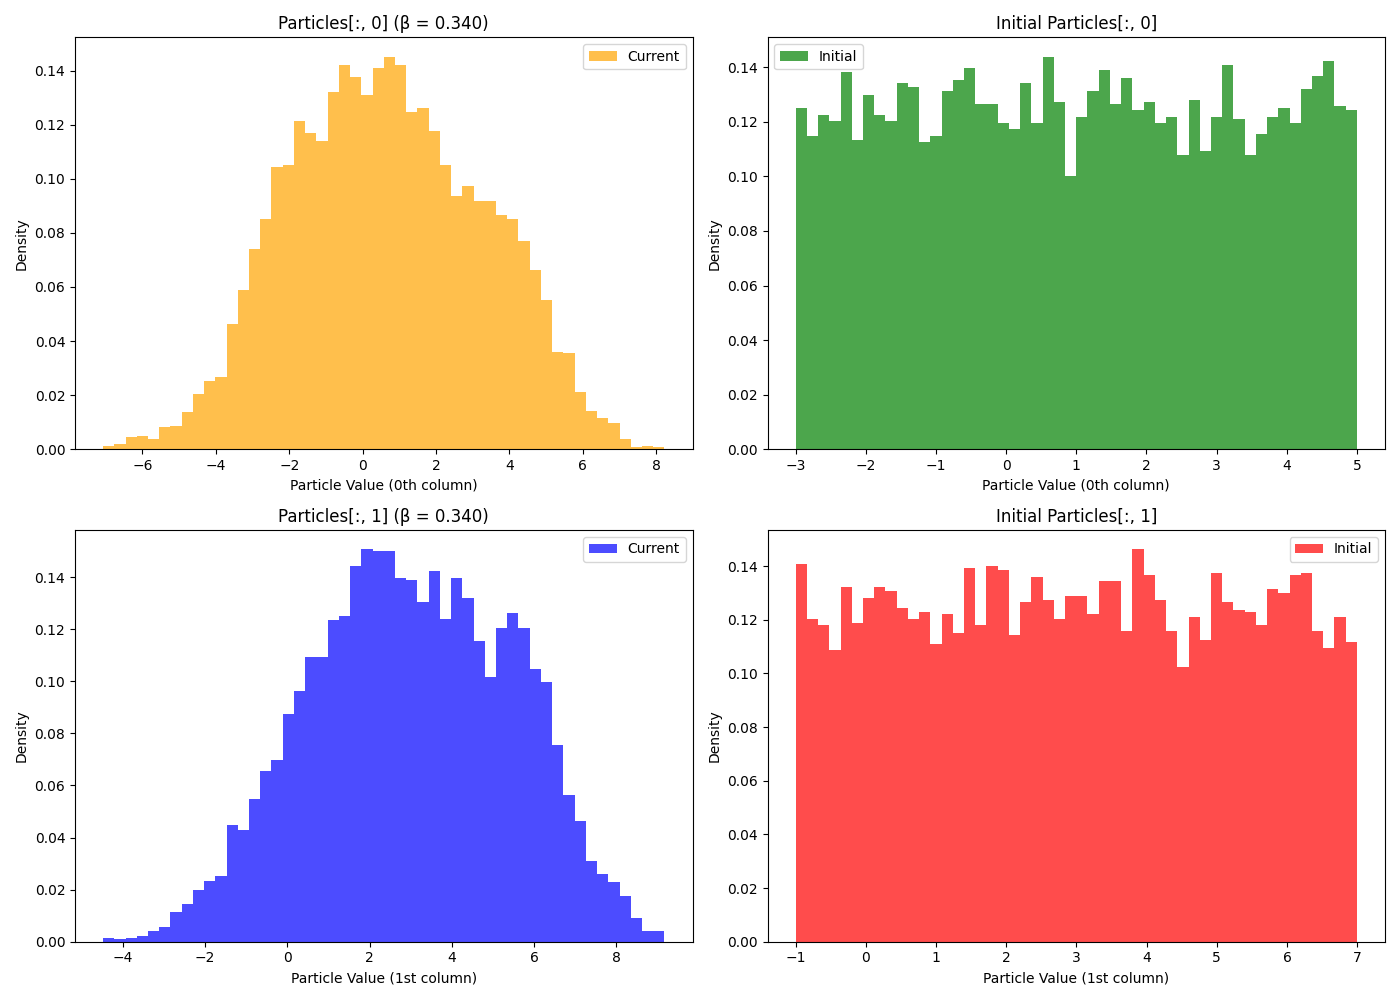 Particles[:, 0] (β = 0.340)
Current
0.14
0.12
0.10
0.08
0.06
0.04
0.02
0.00
Density
−6 −4 −2 0 2 4 6 8
Particle Value (0th column)
Initial Particles[:, 0]
Initial
0.14
0.12
0.10
0.08
0.06
0.04
0.02
0.00
Density
−3 −2 −1 0 1 2 3 4 5
Particle Value (0th column)
Particles[:, 1] (β = 0.340)
Current
0.14
0.12
0.10
0.08
0.06
0.04
0.02
0.00
Density
−4 −2 0 2 4 6 8
Particle Value (1st column)
Initial Particles[:, 1]
Initial
0.14
0.12
0.10
0.08
0.06
0.04
0.02
0.00
Density
−1 0 1 2 3 4 5 6 7
Particle Value (1st column)